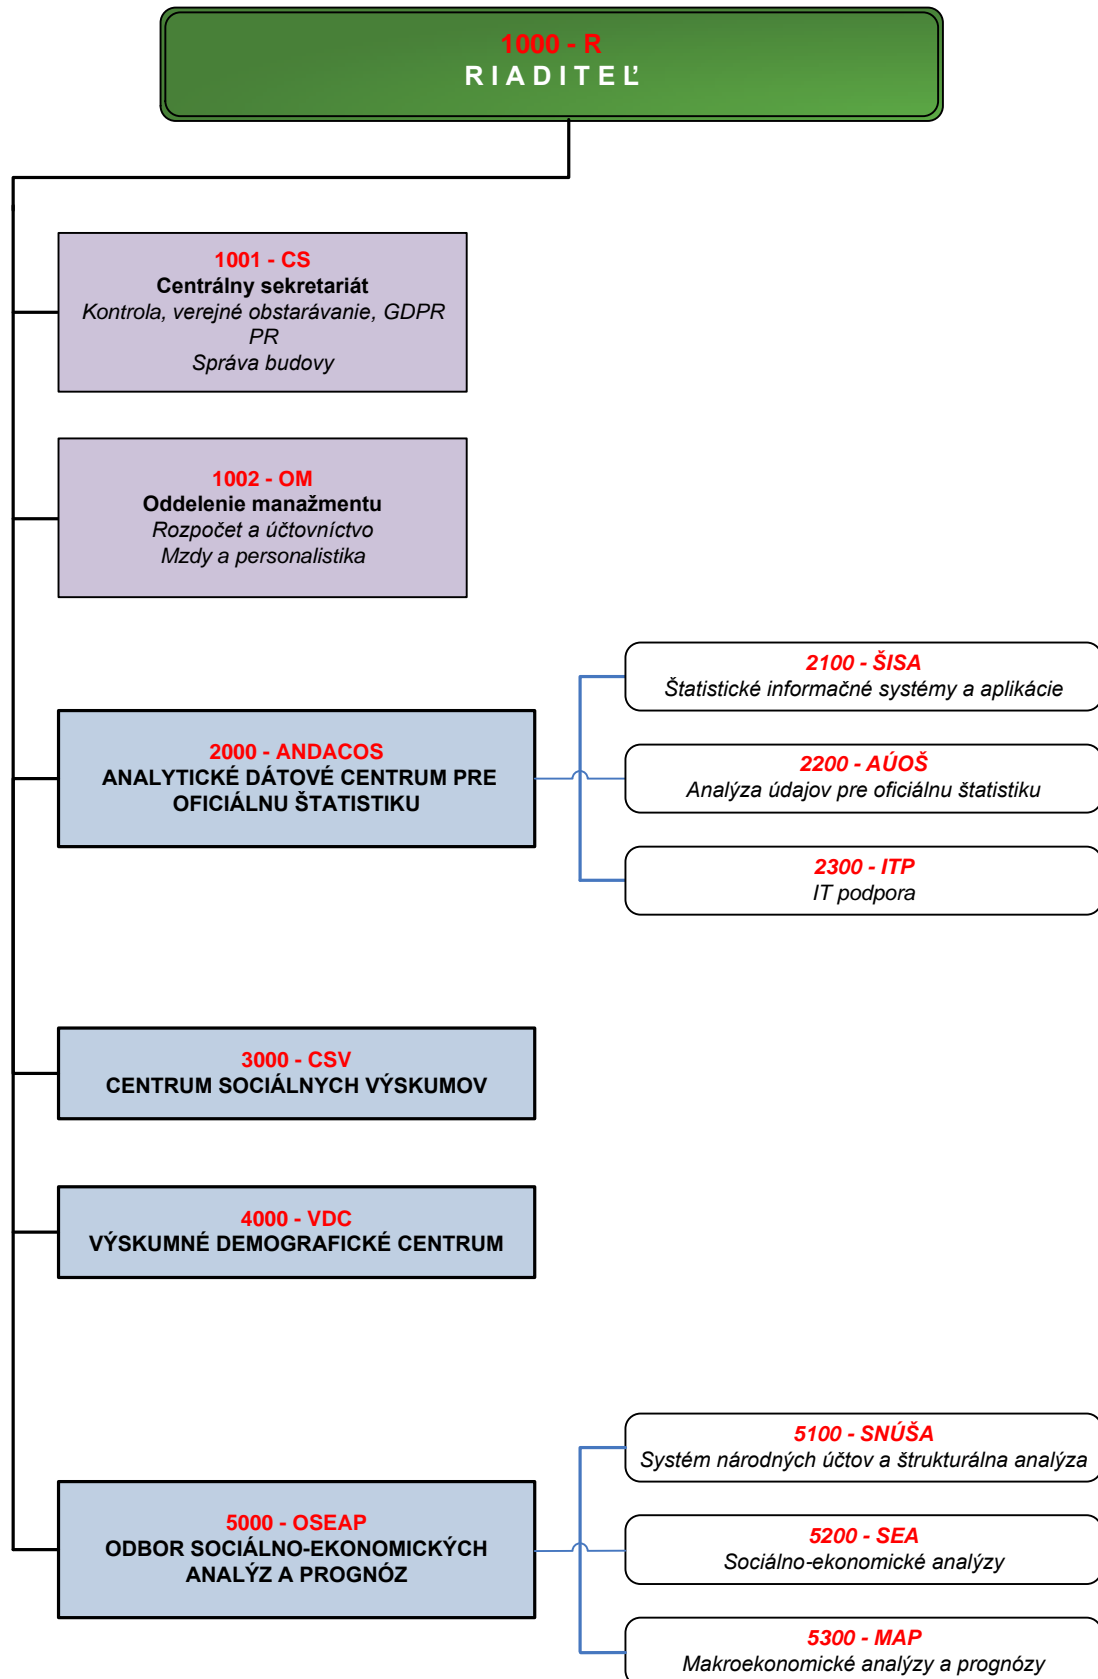 1000 - R
R I A D I T E Ľ
1001 - CS
Centrálny sekretariát
Kontrola, verejné obstarávanie, GDPR
PR
Správa budovy
1002 - OM
Oddelenie manažmentu
Rozpočet a účtovníctvo
Mzdy a personalistika
2000 - ANDACOS
ANALYTICKÉ DÁTOVÉ CENTRUM PRE
OFICIÁLNU ŠTATISTIKU
2100 - ŠISA
Štatistické informačné systémy a aplikácie
2200 - AÚOŠ
Analýza údajov pre oficiálnu štatistiku
2300 - ITP
IT podpora
3000 - CSV
CENTRUM SOCIÁLNYCH VÝSKUMOV
4000 - VDC
VÝSKUMNÉ DEMOGRAFICKÉ CENTRUM
5000 - OSEAP
ODBOR SOCIÁLNO-EKONOMICKÝCH
ANALÝZ A PROGNÓZ
5100 - SNÚŠA
Systém národných účtov a štrukturálna analýza
5200 - SEA
Sociálno-ekonomické analýzy
5300 - MAP
Makroekonomické analýzy a prognózy